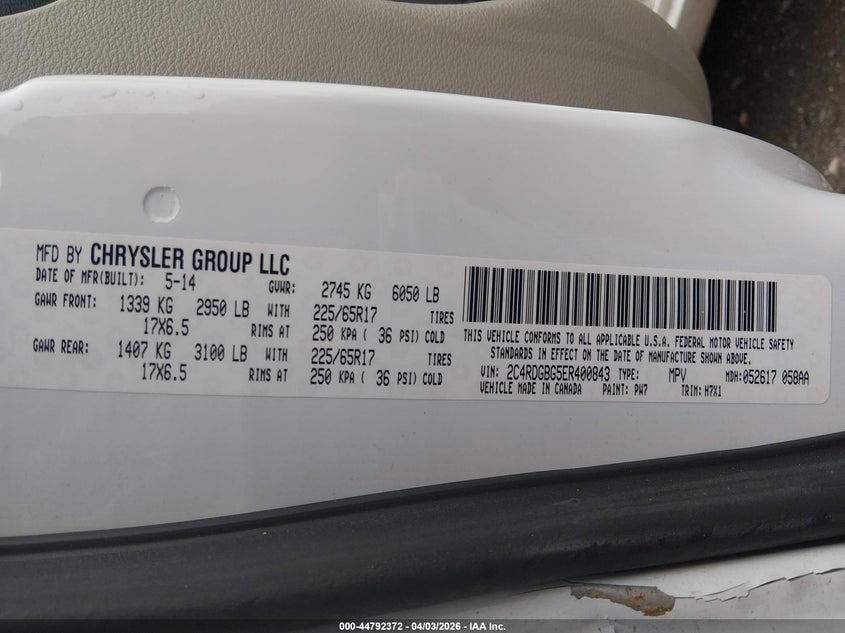 MFD BY CHRYSLER GROUP LLC
DATE OF MFR(BUILT): 5-14 GVWR: 2745 KG 6050 LB
GAWR FRONT: 1339 KG 2950 LB WITH 225/65R17 TIRES
17X6.5 RIMS AT 250 KPA ( 36 PSI) COLD
GAWR REAR: 1407 KG 3100 LB WITH 225/65R17 TIRES
17X6.5 RIMS AT 250 KPA ( 36 PSI) COLD
THIS VEHICLE CONFORMS TO ALL APPLICABLE U.S.A. FEDERAL MOTOR VEHICLE SAFETY
STANDARDS IN EFFECT ON THE DATE OF MANUFACTURE SHOWN ABOVE.
VIN: 2C4RDGBG5ER400843 TYPE: MPV MDH: 052617 058AA
VEHICLE MADE IN CANADA PAINT: PW7 TRIM: H7X1
000-44792372 - 04/03/2026 - IAA Inc.